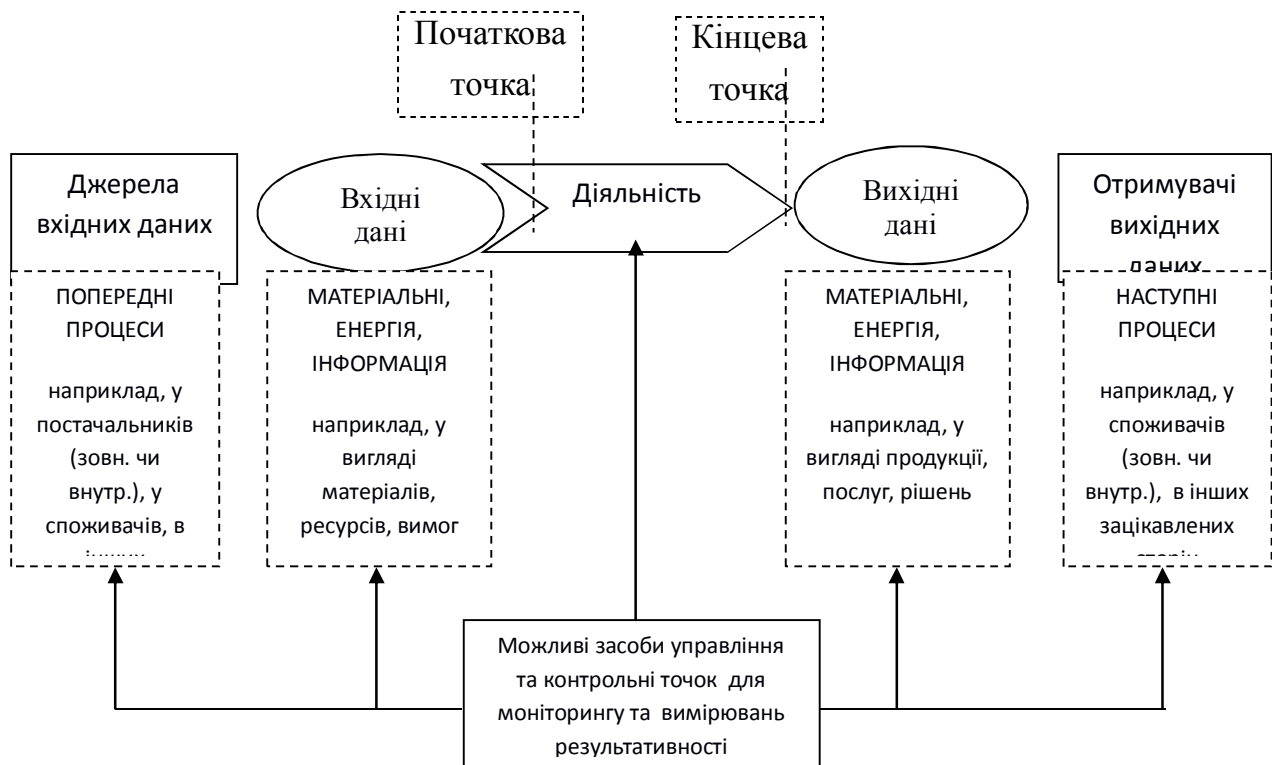 Початкова
точка
Кінцева
точка
Джерела
вхідних даних
Вхідні
дані
Діяльність
Вихідні
дані
Отримувачі
вихідних
даних
ПОПЕРЕДНІ
ПРОЦЕСИ
наприклад, у
постачальників
(зовн. чи
внутр.), у
споживачів, в
МАТЕРІАЛЬНІ,
ЕНЕРГІЯ,
ІНФОРМАЦІЯ
наприклад, у
вигляді
матеріалів,
ресурсів, вимог
МАТЕРІАЛЬНІ,
ЕНЕРГІЯ,
ІНФОРМАЦІЯ
наприклад, у
вигляді продукції,
послуг, рішень
НАСТУПНІ
ПРОЦЕСИ
наприклад, у
споживачів
(зовн. чи
внутр.), в інших
зацікавлених
Можливі засоби управління
та контрольні точок для
моніторингу та вимірювань
результативності